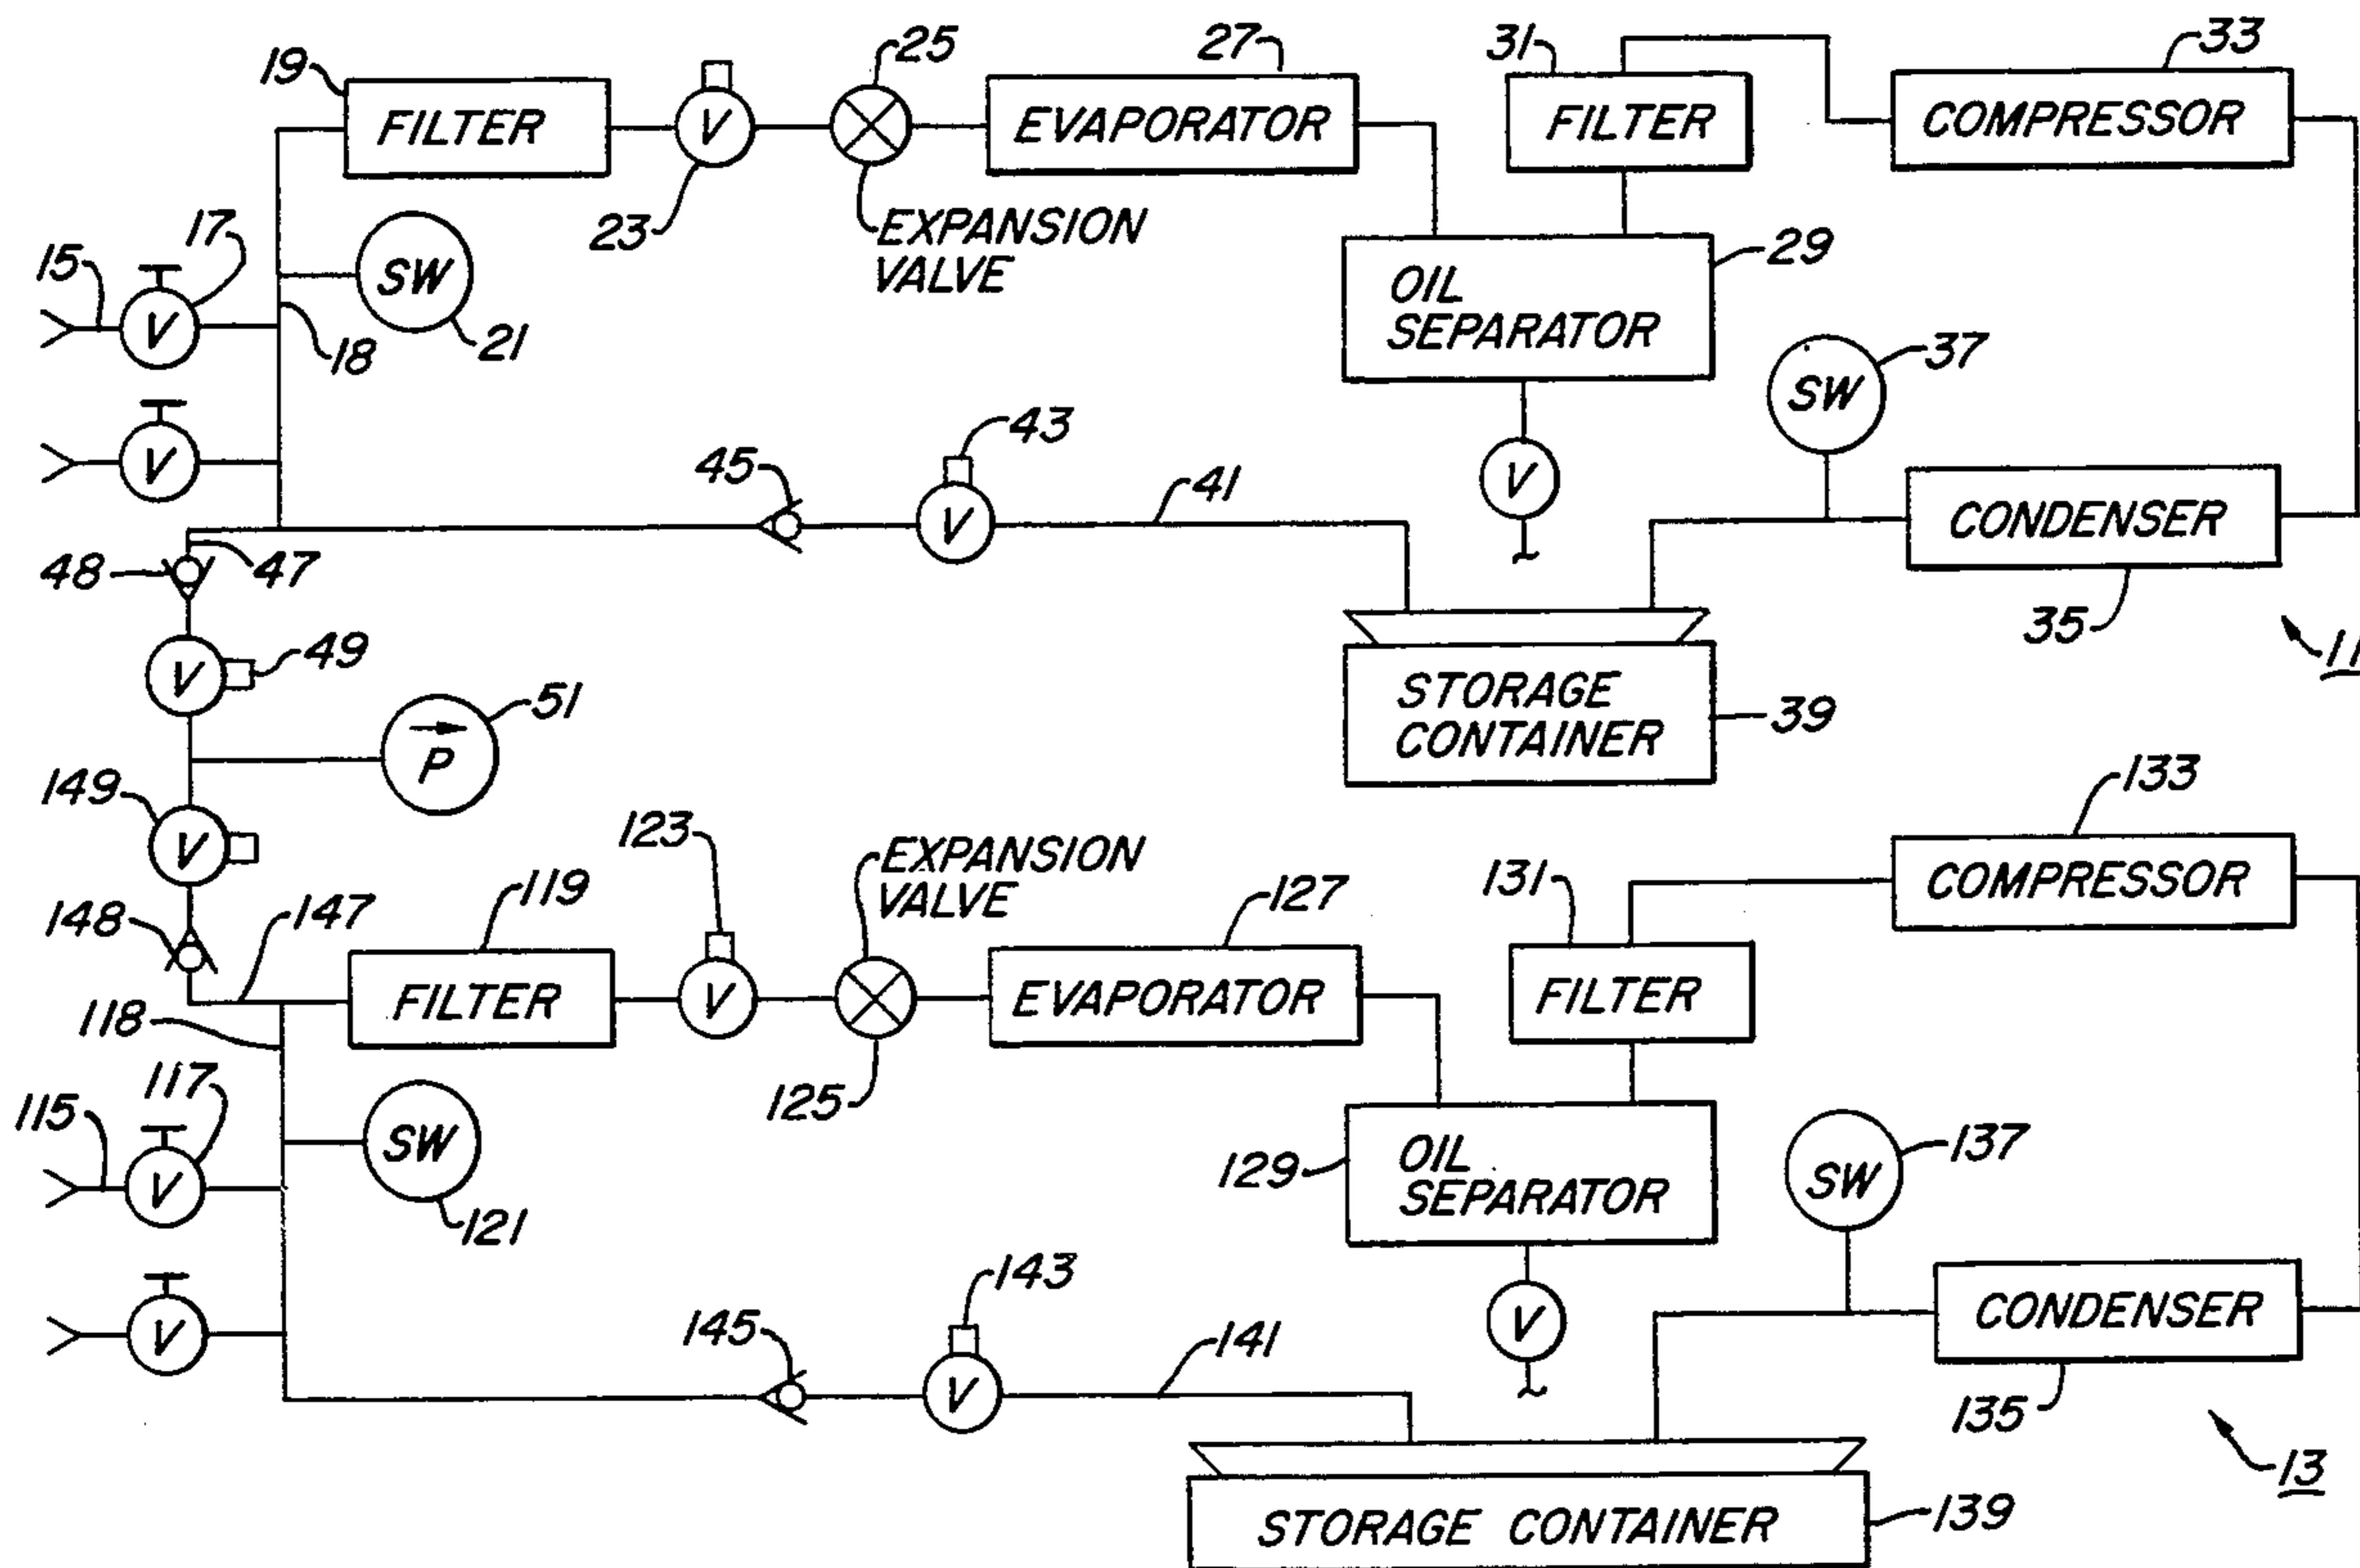 19
FILTER
V
23
25
EXPANSION
VALVE
27
EVAPORATOR
31
FILTER
33
COMPRESSOR
15
17
V
18
SW
21
OIL
SEPARATOR
29
V
SW
37
V
45
43
V
41
CONDENSER
35
11
48
47
V
49
STORAGE
CONTAINER
39
P
51
149
V
148
147
119
FILTER
123
V
EXPANSION
VALVE
125
127
EVAPORATOR
131
FILTER
133
COMPRESSOR
118
115
117
V
SW
121
129
OIL
SEPARATOR
V
SW
137
V
145
143
V
141
CONDENSER
135
13
STORAGE CONTAINER
139